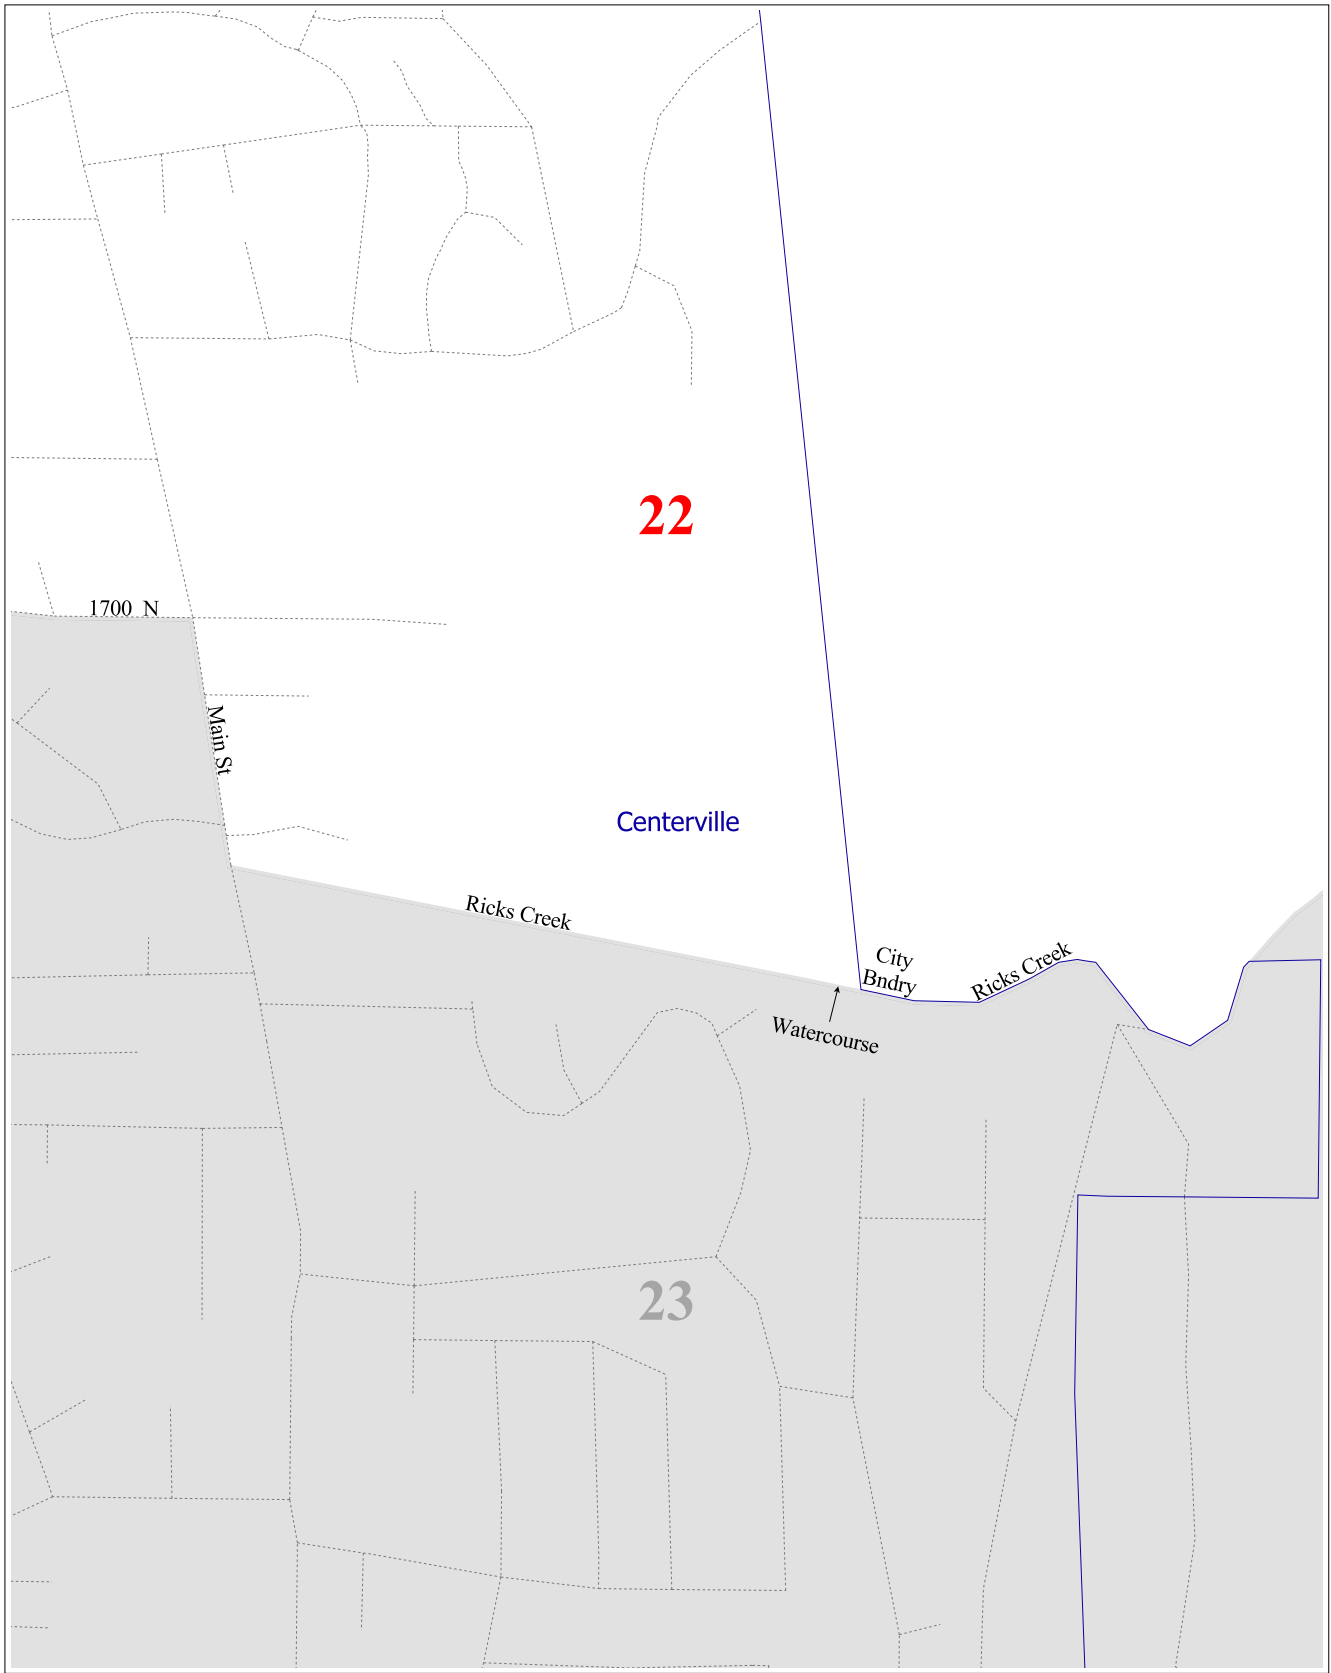 22
1700 N
Main St
Centerville
Ricks Creek
City
Bndry
Ricks Creek
Watercourse
23